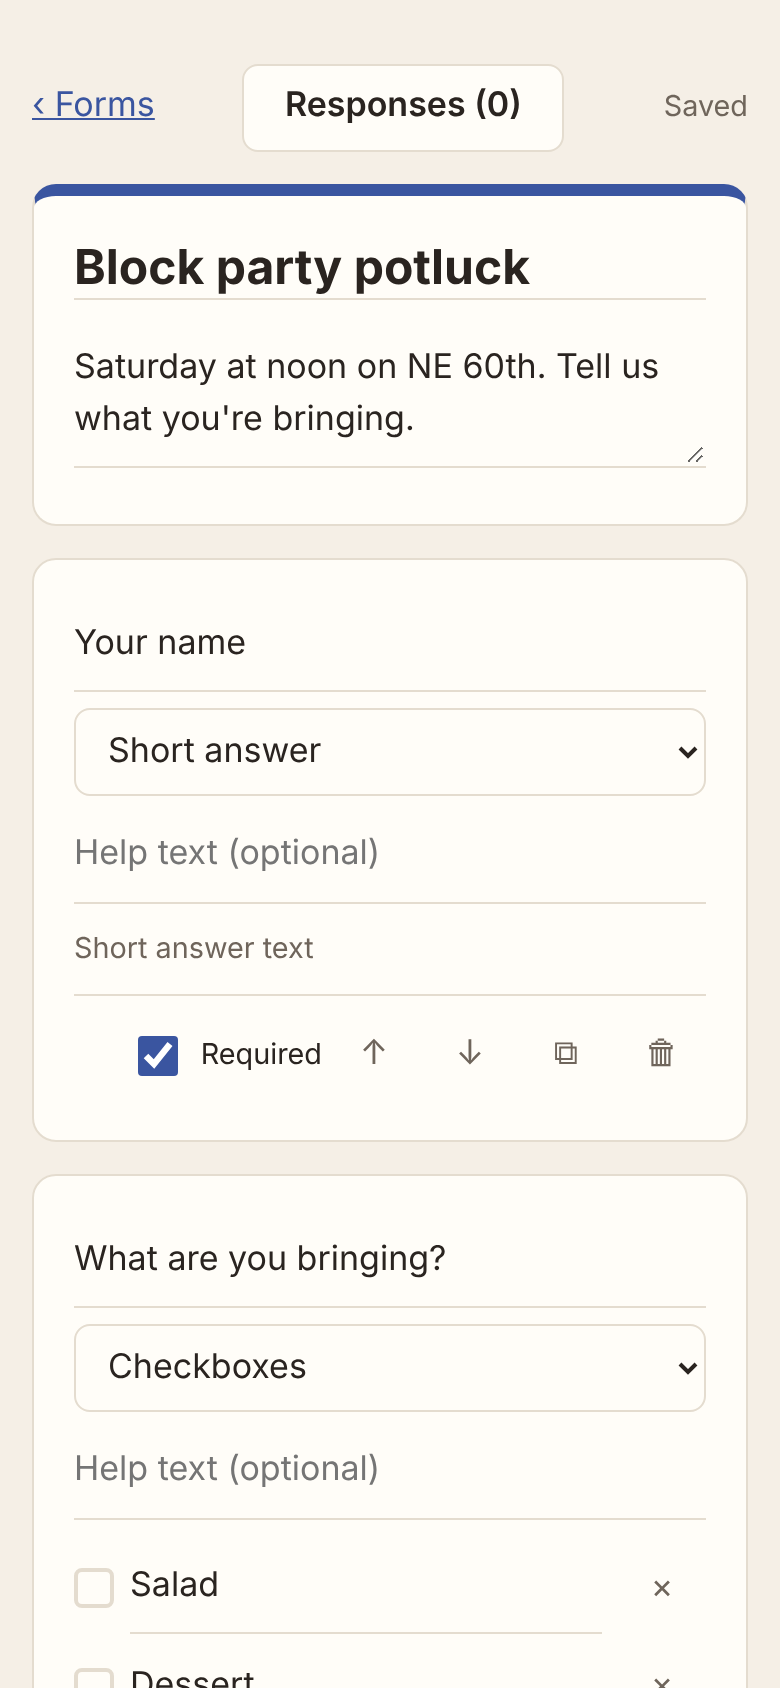 ‹ Forms
Responses (0)
Saved
Block party potluck
Saturday at noon on NE 60th. Tell us
what you're bringing.
Your name
Short answer
Help text (optional)
Short answer text
Required
What are you bringing?
Checkboxes
Help text (optional)
Salad
Dessert